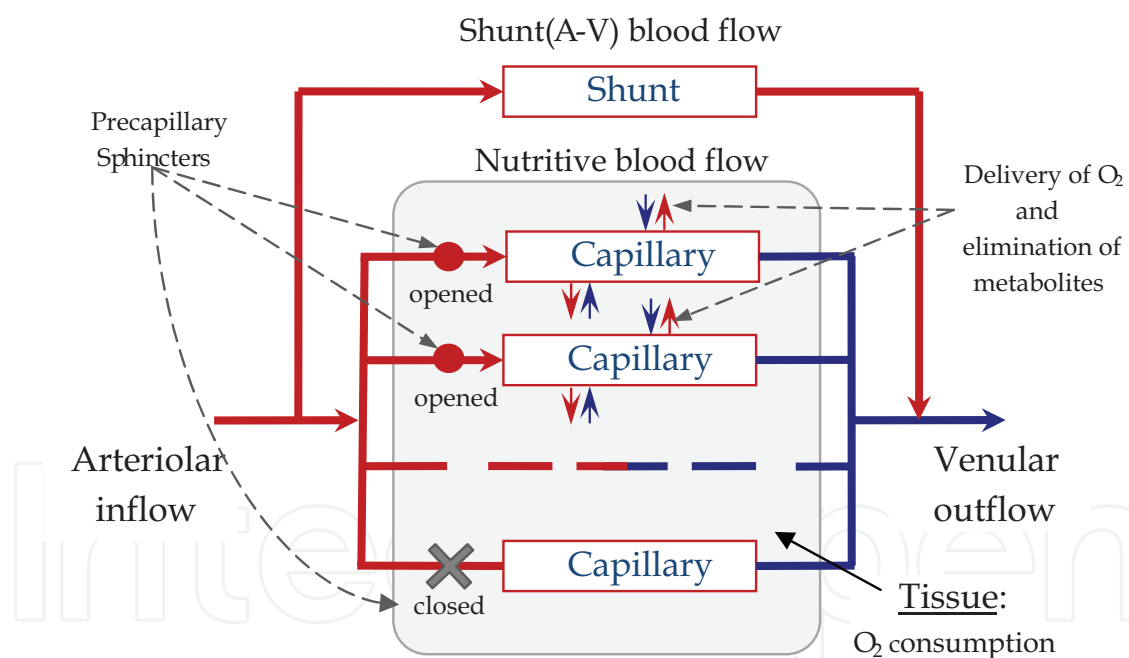 Shunt(A-V) blood flow
Shunt
Precapillary
Sphincters
Nutritive blood flow
Delivery of O₂
and
elimination of
metabolites
Capillary
opened
Capillary
opened
Arteriolar
inflow
Venular
outflow
Capillary
closed
Tissue:
O₂ consumption